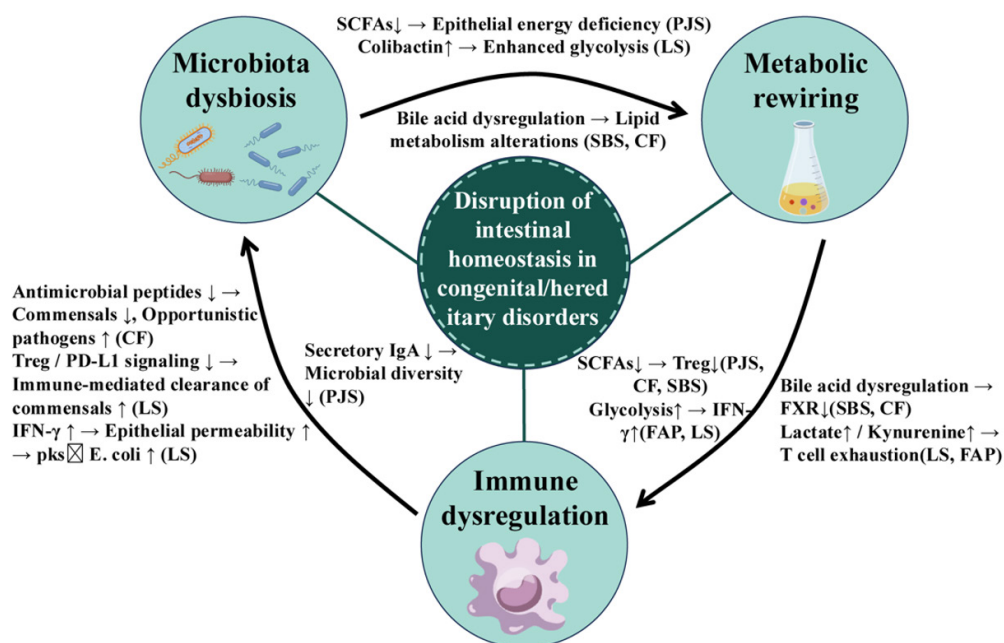 SCFAs↓ → Epithelial energy deficiency (PJS)
Colibactin↑ → Enhanced glycolysis (LS)
Microbiota
dysbiosis
Metabolic
rewiring
Bile acid dysregulation → Lipid
metabolism alterations (SBS, CF)
Disruption of
intestinal
homeostasis in
congenital/hered
itary disorders
Antimicrobial peptides ↓ →
Commensals ↓, Opportunistic
pathogens ↑ (CF)
Treg / PD-L1 signaling ↓ →
Immune-mediated clearance of
commensals ↑ (LS)
IFN-γ ↑ → Epithelial permeability ↑
→ pks☒ E. coli ↑ (LS)
Secretory IgA ↓ →
Microbial diversity
↓ (PJS)
SCFAs↓ → Treg↓(PJS,
CF, SBS)
Glycolysis↑ → IFN-
γ↑(FAP, LS)
Bile acid dysregulation →
FXR↓(SBS, CF)
Lactate↑ / Kynurenine↑ →
T cell exhaustion(LS, FAP)
Immune
dysregulation